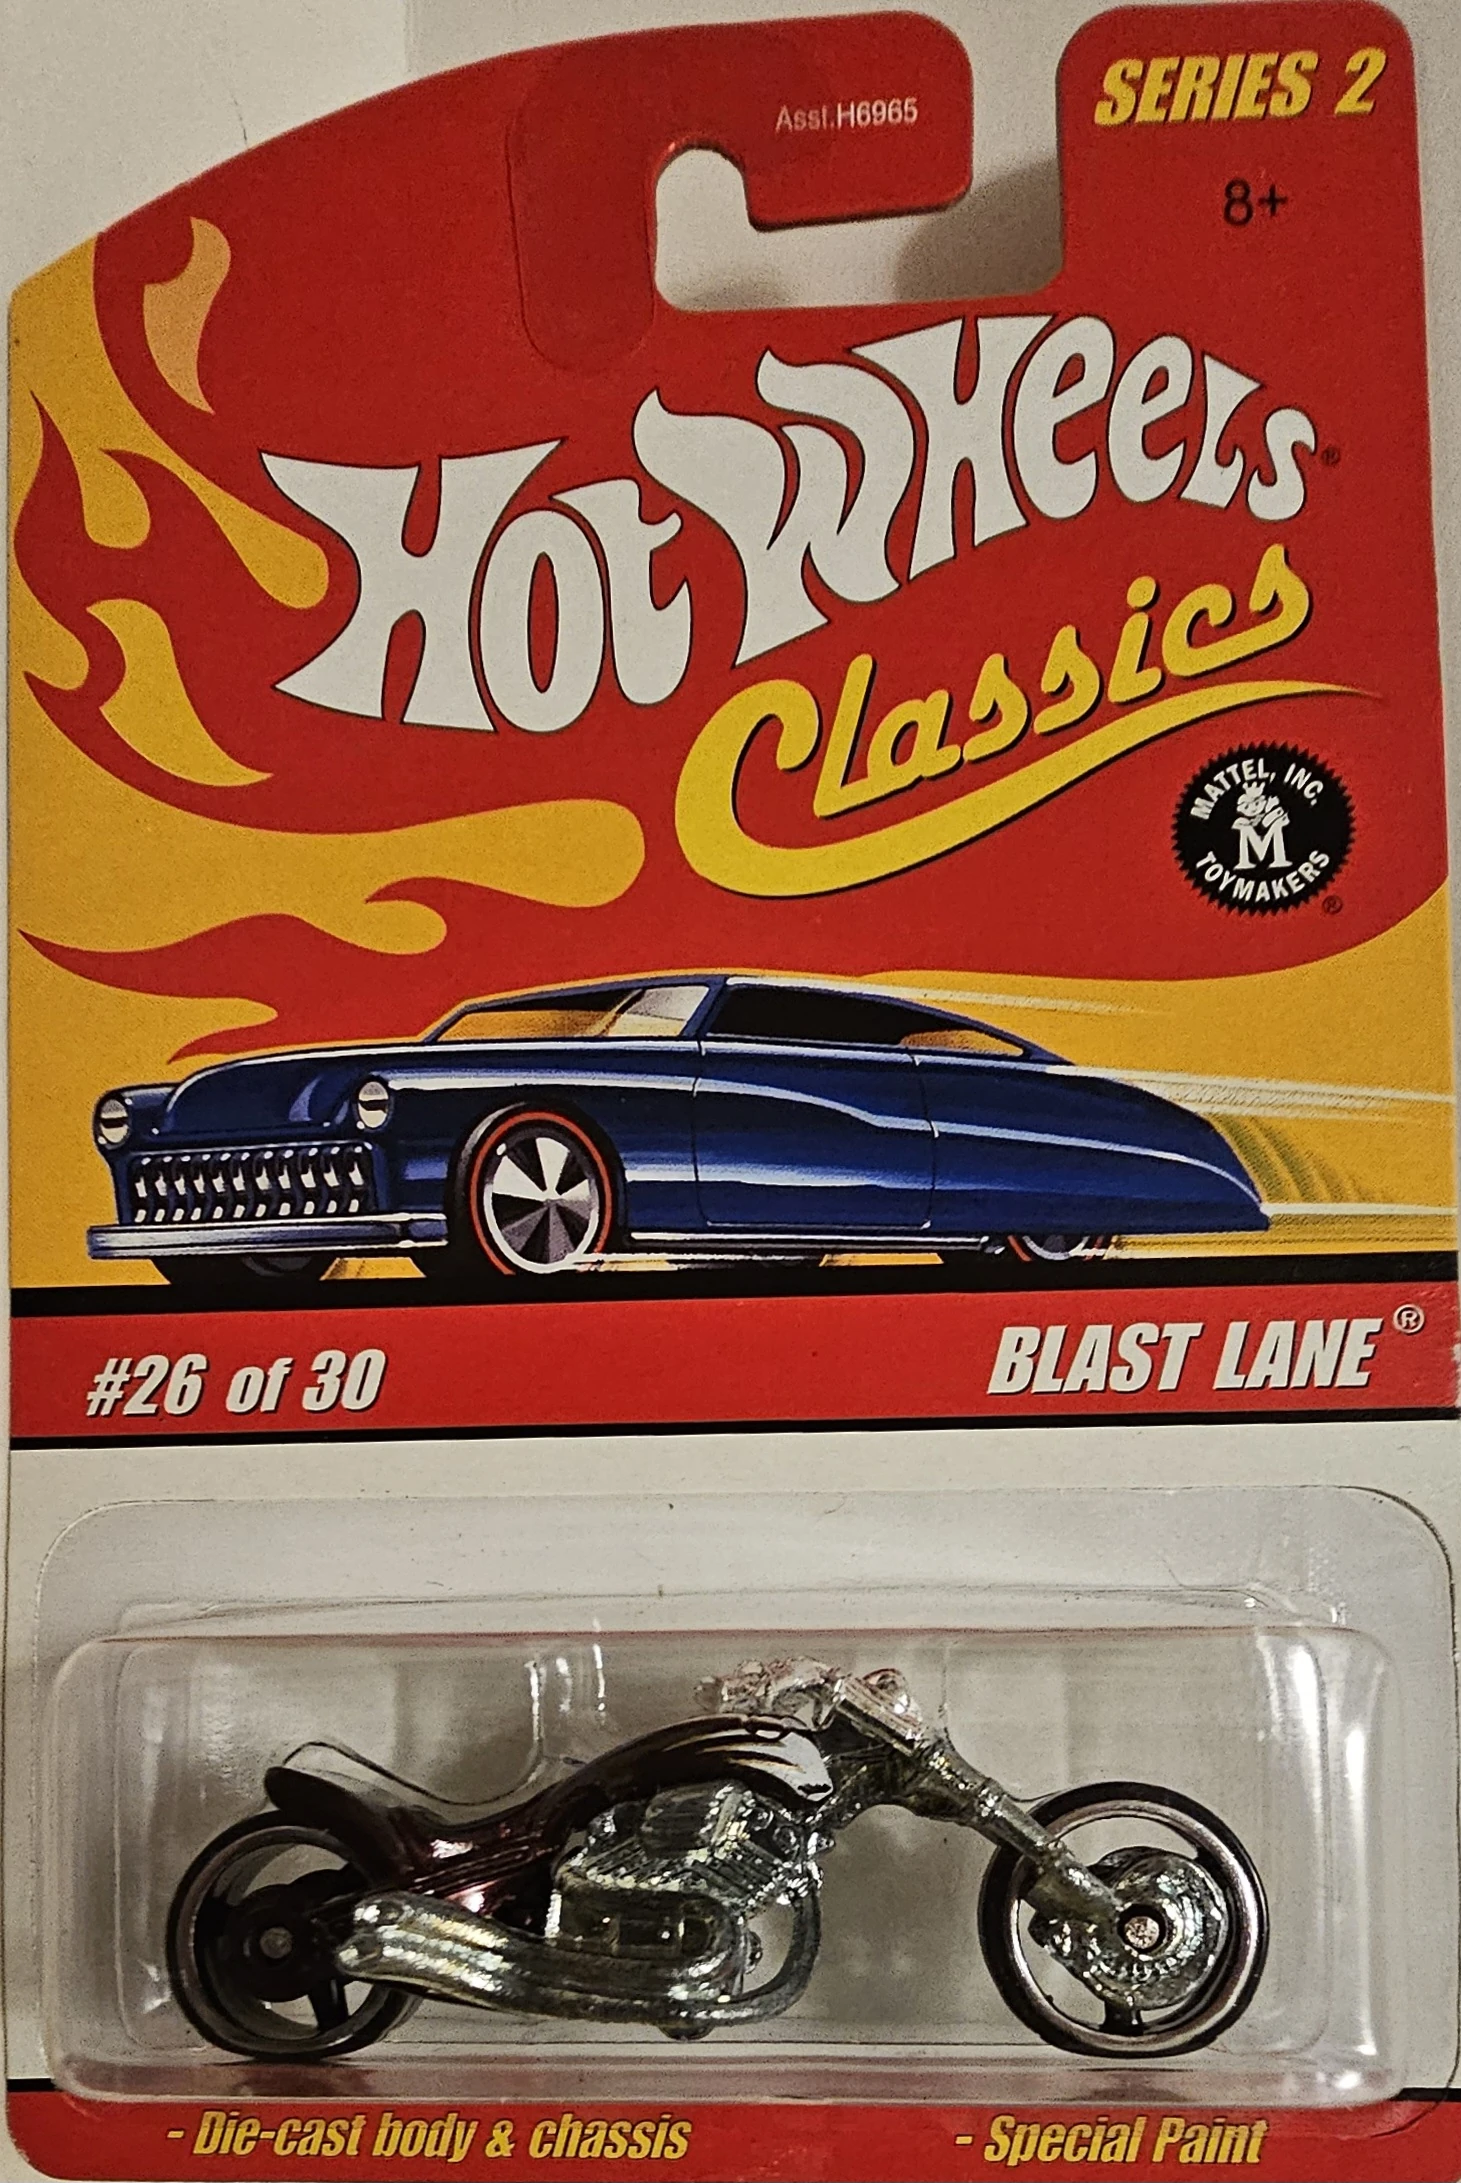 Asst.H6965
SERIES 2
8+
Hot Wheels®
Classics
MATTEL, INC.
M
TOYMAKERS
®
#26 of 30
BLAST LANE®
- Die-cast body & chassis
- Special Paint